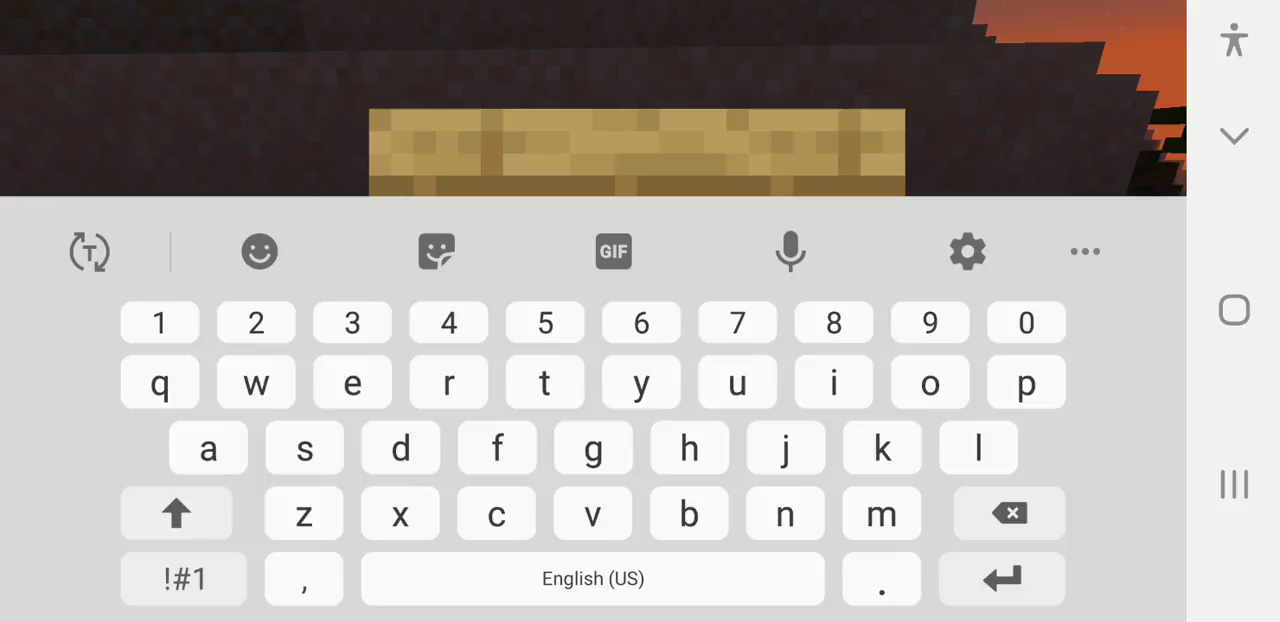 T
GIF
1 2 3 4 5 6 7 8 9 0
q w e r t y u i o p
a s d f g h j k l
z x c v b n m
!#1 , English (US) .